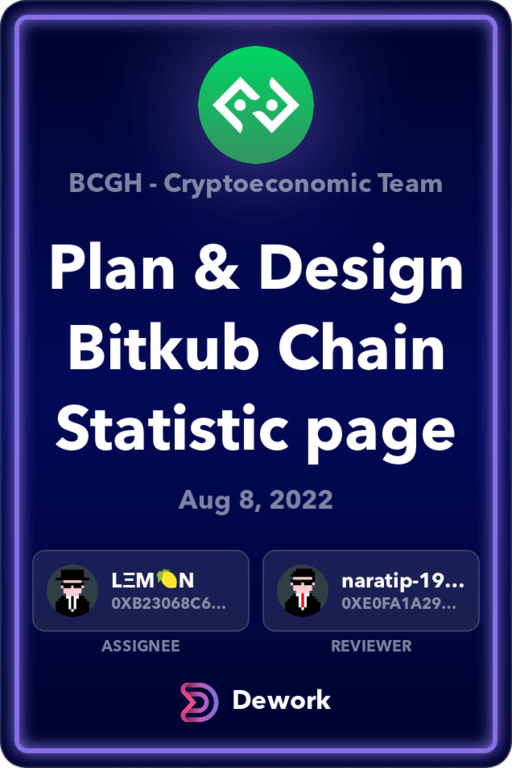 BCGH - Cryptoeconomic Team
Plan & Design
Bitkub Chain
Statistic page
Aug 8, 2022
LΞM🍋N
0XB23068C6...
naratip-19...
0XE0FA1A29...
ASSIGNEE
REVIEWER
Dework